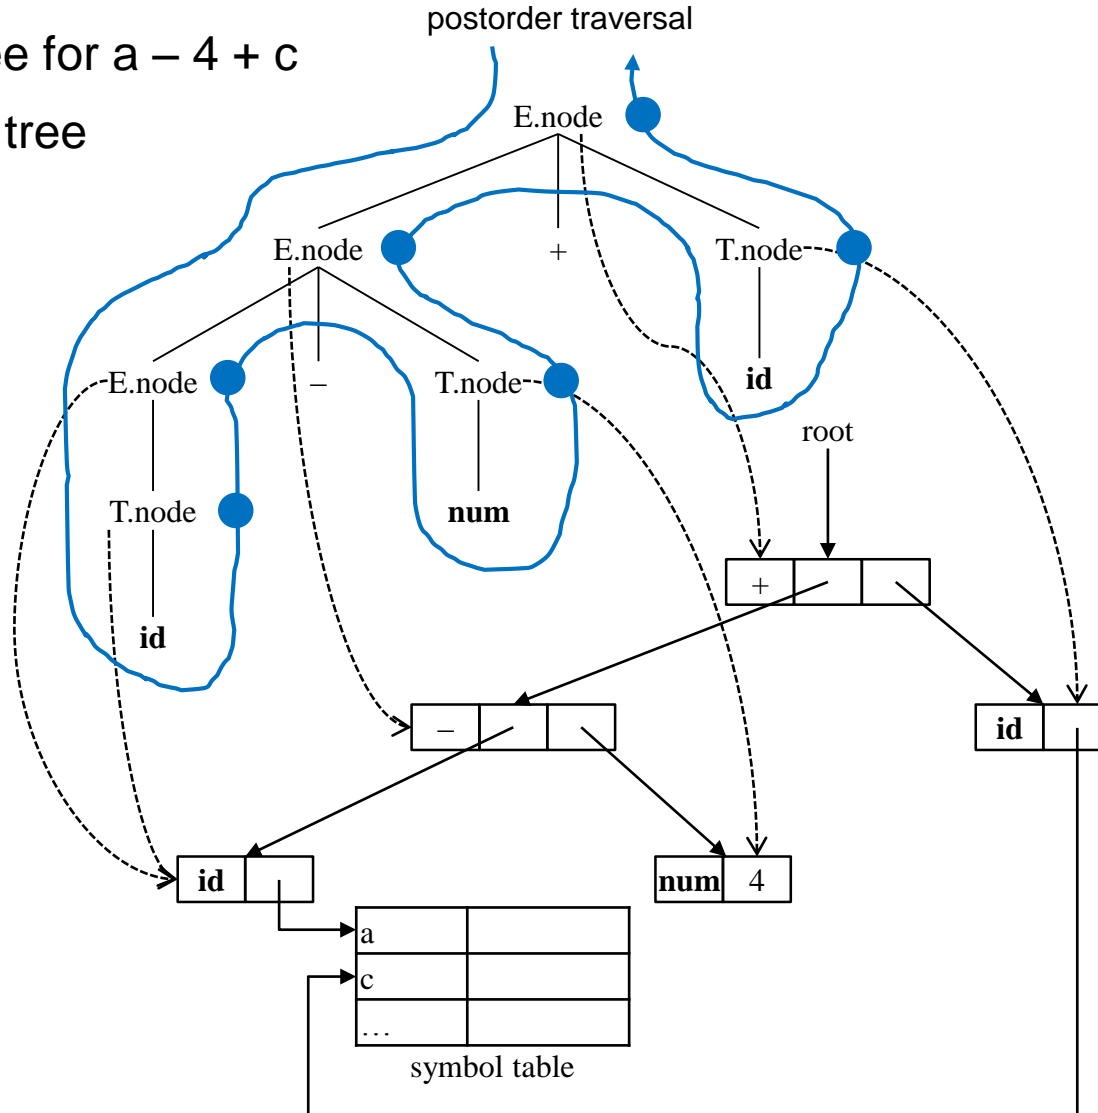 postorder traversal
ee for a – 4 + c
tree
E.node
E.node
+
T.node
E.node
–
T.node
id
root
T.node
num
+
id
–
id
id
num 4
a
c
…
symbol table